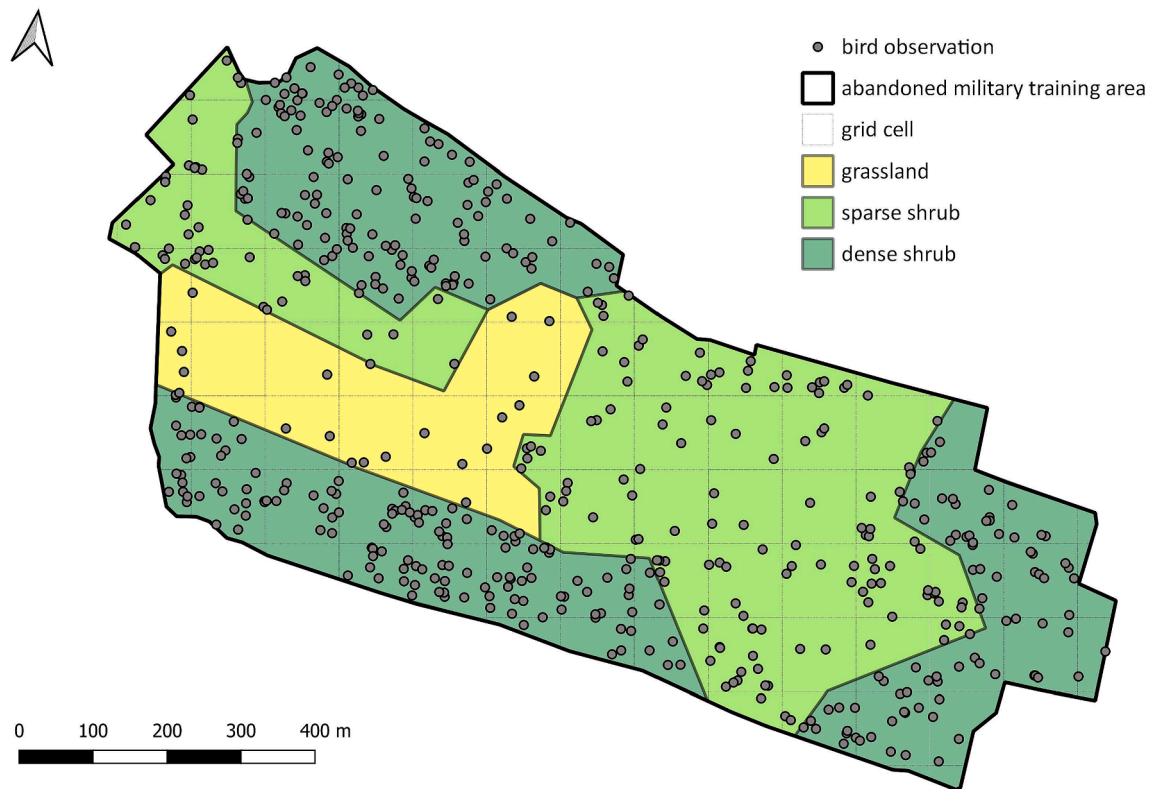 bird observation
abandoned military training area
grid cell
grassland
sparse shrub
dense shrub
0 100 200 300 400 m